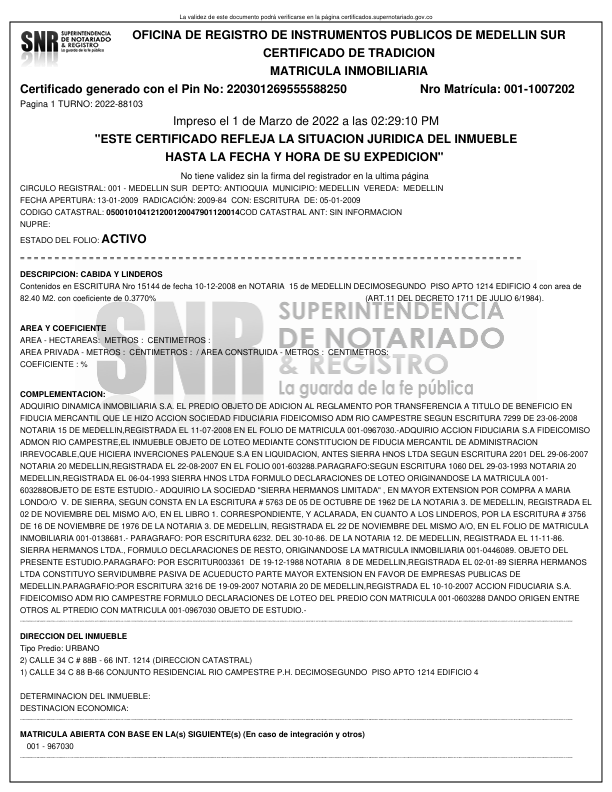 La validez de este documento podrá verificarse en la página certificados.supernotariado.gov.co
SNR SUPERINTENDENCIA
DE NOTARIADO
& REGISTRO
La guarda de la fe pública
OFICINA DE REGISTRO DE INSTRUMENTOS PUBLICOS DE MEDELLIN SUR
CERTIFICADO DE TRADICION
MATRICULA INMOBILIARIA
Certificado generado con el Pin No: 220301269555588250 Nro Matrícula: 001-1007202
Pagina 1 TURNO: 2022-88103
Impreso el 1 de Marzo de 2022 a las 02:29:10 PM
"ESTE CERTIFICADO REFLEJA LA SITUACION JURIDICA DEL INMUEBLE
HASTA LA FECHA Y HORA DE SU EXPEDICION"
No tiene validez sin la firma del registrador en la ultima página
CIRCULO REGISTRAL: 001 - MEDELLIN SUR DEPTO: ANTIOQUIA MUNICIPIO: MEDELLIN VEREDA: MEDELLIN
FECHA APERTURA: 13-01-2009 RADICACIÓN: 2009-84 CON: ESCRITURA DE: 05-01-2009
CODIGO CATASTRAL: 050010104121200120047901120014COD CATASTRAL ANT: SIN INFORMACION
NUPRE:
ESTADO DEL FOLIO: ACTIVO
DESCRIPCION: CABIDA Y LINDEROS
Contenidos en ESCRITURA Nro 15144 de fecha 10-12-2008 en NOTARIA 15 de MEDELLIN DECIMOSEGUNDO PISO APTO 1214 EDIFICIO 4 con area de
82.40 M2. con coeficiente de 0.3770% (ART.11 DEL DECRETO 1711 DE JULIO 6/1984).
SNR SUPERINTENDENCIA
DE NOTARIADO
& REGISTRO
La guarda de la fe pública
AREA Y COEFICIENTE
AREA - HECTAREAS: METROS : CENTIMETROS :
AREA PRIVADA - METROS : CENTIMETROS : / AREA CONSTRUIDA - METROS : CENTIMETROS:
COEFICIENTE : %
COMPLEMENTACION:
ADQUIRIO DINAMICA INMOBILIARIA S.A. EL PREDIO OBJETO DE ADICION AL REGLAMENTO POR TRANSFERENCIA A TITULO DE BENEFICIO EN
FIDUCIA MERCANTIL QUE LE HIZO ACCION SOCIEDAD FIDUCIARIA FIDEICOMISO ADM RIO CAMPESTRE SEGUN ESCRITURA 7299 DE 23-06-2008
NOTARIA 15 DE MEDELLIN,REGISTRADA EL 11-07-2008 EN EL FOLIO DE MATRICULA 001-0967030.-ADQUIRIO ACCION FIDUCIARIA S.A FIDEICOMISO
ADMON RIO CAMPESTRE,EL INMUEBLE OBJETO DE LOTEO MEDIANTE CONSTITUCION DE FIDUCIA MERCANTIL DE ADMINISTRACION
IRREVOCABLE,QUE HICIERA INVERSIONES PALENQUE S.A EN LIQUIDACION, ANTES SIERRA HNOS LTDA SEGUN ESCRITURA 2201 DEL 29-06-2007
NOTARIA 20 MEDELLIN,REGISTRADA EL 22-08-2007 EN EL FOLIO 001-603288.PARAGRAFO:SEGUN ESCRITURA 1060 DEL 29-03-1993 NOTARIA 20
MEDELLIN,REGISTRADA EL 06-04-1993 SIERRA HNOS LTDA FORMULO DECLARACIONES DE LOTEO ORIGINANDOSE LA MATRICULA 001-
603288OBJETO DE ESTE ESTUDIO.- ADQUIRIO LA SOCIEDAD "SIERRA HERMANOS LIMITADA" , EN MAYOR EXTENSION POR COMPRA A MARIA
LONDO/O V. DE SIERRA, SEGUN CONSTA EN LA ESCRITURA # 5763 DE 05 DE OCTUBRE DE 1962 DE LA NOTARIA 3. DE MEDELLIN, REGISTRADA EL
02 DE NOVIEMBRE DEL MISMO A/O, EN EL LIBRO 1. CORRESPONDIENTE, Y ACLARADA, EN CUANTO A LOS LINDEROS, POR LA ESCRITURA # 3756
DE 16 DE NOVIEMBRE DE 1976 DE LA NOTARIA 3. DE MEDELLIN, REGISTRADA EL 22 DE NOVIEMBRE DEL MISMO A/O, EN EL FOLIO DE MATRICULA
INMOBILIARIA 001-0138681.- PARAGRAFO: POR ESCRITURA 6232. DEL 30-10-86. DE LA NOTARIA 12. DE MEDELLIN, REGISTRADA EL 11-11-86.
SIERRA HERMANOS LTDA., FORMULO DECLARACIONES DE RESTO, ORIGINANDOSE LA MATRICULA INMOBILIARIA 001-0446089. OBJETO DEL
PRESENTE ESTUDIO.PARAGRAFO: POR ESCRITUR003361 DE 19-12-1988 NOTARIA 8 DE MEDELLIN, REGISTRADA EL 02-01-89 SIERRA HERMANOS
LTDA CONSTITUYO SERVIDUMBRE PASIVA DE ACUEDUCTO PARTE MAYOR EXTENSION EN FAVOR DE EMPRESAS PUBLICAS DE
MEDELLIN.PARAGRAFIO:POR ESCRITURA 3216 DE 19-09-2007 NOTARIA 20 MEDELLIN,REGISTRADA EL 10-10-2007 ACCION FIDUCIARIA S.A.
FIDEICOMISO ADM RIO CAMPESTRE FORMULO DECLARACIONES DE LOTEO DEL PREDIO CON MATRICULA 001-0603288 DANDO ORIGEN ENTRE
OTROS AL PTREDIO CON MATRICULA 001-0967030 OBJETO DE ESTUDIO.-
DIRECCION DEL INMUEBLE
Tipo Predio: URBANO
2) CALLE 34 C # 88B - 66 INT. 1214 (DIRECCION CATASTRAL)
1) CALLE 34 C 88 B-66 CONJUNTO RESIDENCIAL RIO CAMPESTRE P.H. DECIMOSEGUNDO PISO APTO 1214 EDIFICIO 4
DETERMINACION DEL INMUEBLE:
DESTINACION ECONOMICA:
MATRICULA ABIERTA CON BASE EN LA(s) SIGUIENTE(s) (En caso de integración y otros)
001 - 967030